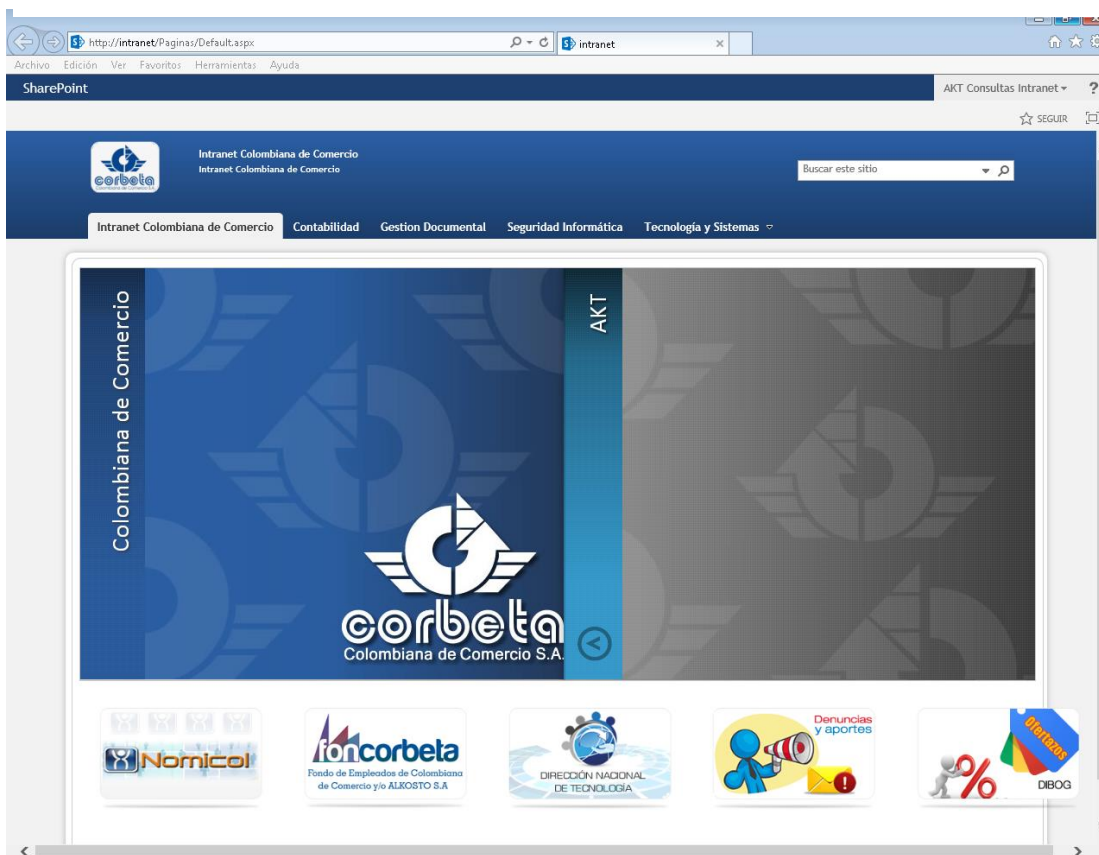 http://intranet/Paginas/Default.aspx
intranet
Archivo Edición Ver Favoritos Herramientas Ayuda
SharePoint
AKT Consultas Intranet
?
SEGUIR
corbeta
Intranet Colombiana de Comercio
Intranet Colombiana de Comercio
Buscar este sitio
Intranet Colombiana de Comercio Contabilidad Gestion Documental Seguridad Informática Tecnología y Sistemas
Colombiana de Comercio
corbeta
Colombiana de Comercio S.A.
AKT
Nomicol
foncorbeta
Fondo de Empleados de Colombiana
de Comercio y/o ALKOSTO S.A
DIRECCIÓN NACIONAL
DE TECNOLOGÍA
Denuncias
y aportes
Ofertazos
%
DIBOG